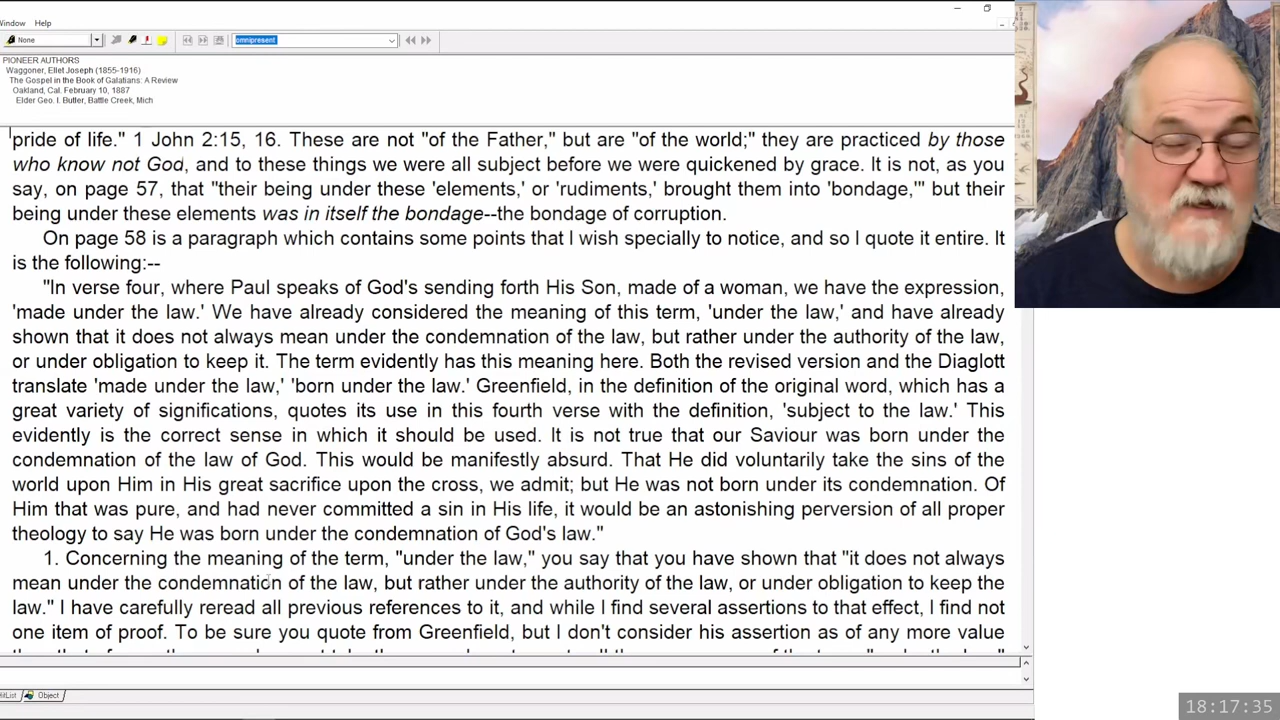 Window Help
None
omnipresent
PIONEER AUTHORS
Waggoner, Ellet Joseph (1855-1916)
The Gospel in the Book of Galatians: A Review
Oakland, Cal. February 10, 1887
Elder Geo. I. Butler, Battle Creek, Mich
pride of life." 1 John 2:15, 16. These are not "of the Father," but are "of the world;" they are practiced by those
who know not God, and to these things we were all subject before we were quickened by grace. It is not, as you
say, on page 57, that "their being under these 'elements,' or 'rudiments,' brought them into 'bondage,'" but their
being under these elements was in itself the bondage--the bondage of corruption.
On page 58 is a paragraph which contains some points that I wish specially to notice, and so I quote it entire. It
is the following:--
"In verse four, where Paul speaks of God's sending forth His Son, made of a woman, we have the expression,
'made under the law.' We have already considered the meaning of this term, 'under the law,' and have already
shown that it does not always mean under the condemnation of the law, but rather under the authority of the law,
or under obligation to keep it. The term evidently has this meaning here. Both the revised version and the Diaglott
translate 'made under the law,' 'born under the law.' Greenfield, in the definition of the original word, which has a
great variety of significations, quotes its use in this fourth verse with the definition, 'subject to the law.' This
evidently is the correct sense in which it should be used. It is not true that our Saviour was born under the
condemnation of the law of God. This would be manifestly absurd. That He did voluntarily take the sins of the
world upon Him in His great sacrifice upon the cross, we admit; but He was not born under its condemnation. Of
Him that was pure, and had never committed a sin in His life, it would be an astonishing perversion of all proper
theology to say He was born under the condemnation of God's law."
1. Concerning the meaning of the term, "under the law," you say that you have shown that "it does not always
mean under the condemnation of the law, but rather under the authority of the law, or under obligation to keep the
law." I have carefully reread all previous references to it, and while I find several assertions to that effect, I find not
one item of proof. To be sure you quote from Greenfield, but I don't consider his assertion as of any more value
Object
18:17:35